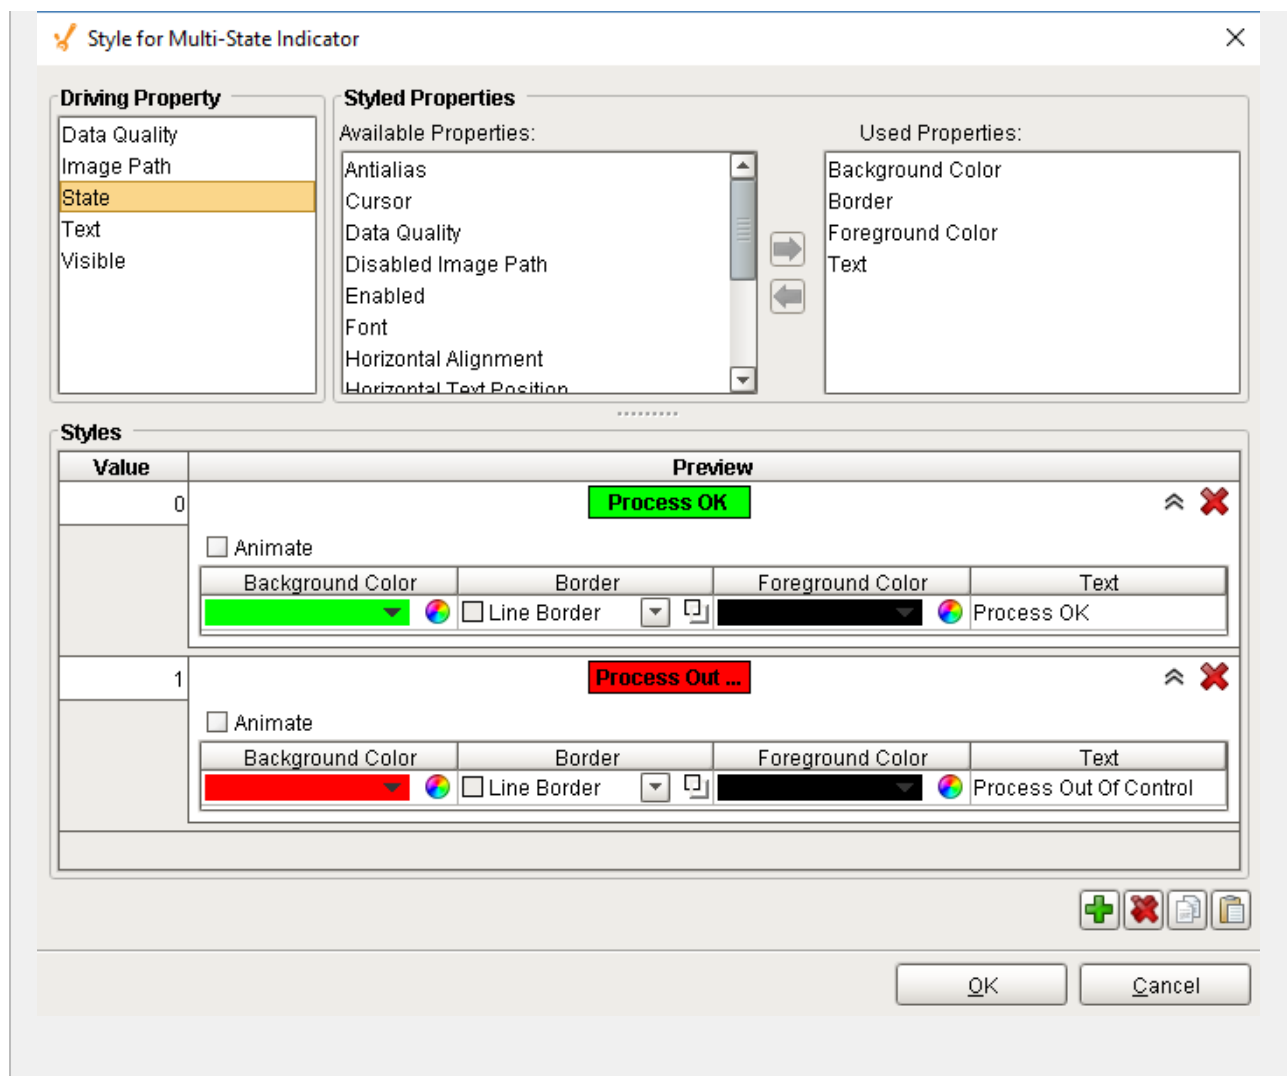 Style for Multi-State Indicator
Driving Property
Data Quality
Image Path
State
Text
Visible
Styled Properties
Available Properties:
Antialias
Cursor
Data Quality
Disabled Image Path
Enabled
Font
Horizontal Alignment
Horizontal Text Position
Used Properties:
Background Color
Border
Foreground Color
Text
Styles
Value Preview
0 Process OK
Animate
Background Color Border Foreground Color Text
Line Border Process OK
1 Process Out ...
Animate
Background Color Border Foreground Color Text
Line Border Process Out Of Control
OK Cancel